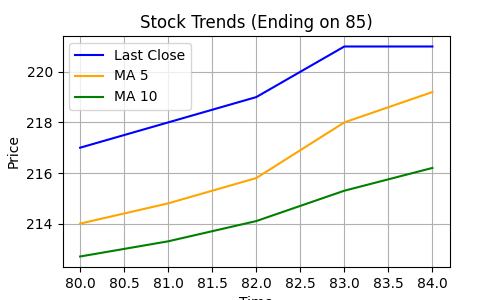 Stock Trends (Ending on 85)
Last Close
MA 5
MA 10
Price
220
218
216
214
80.0 80.5 81.0 81.5 82.0 82.5 83.0 83.5 84.0
Time